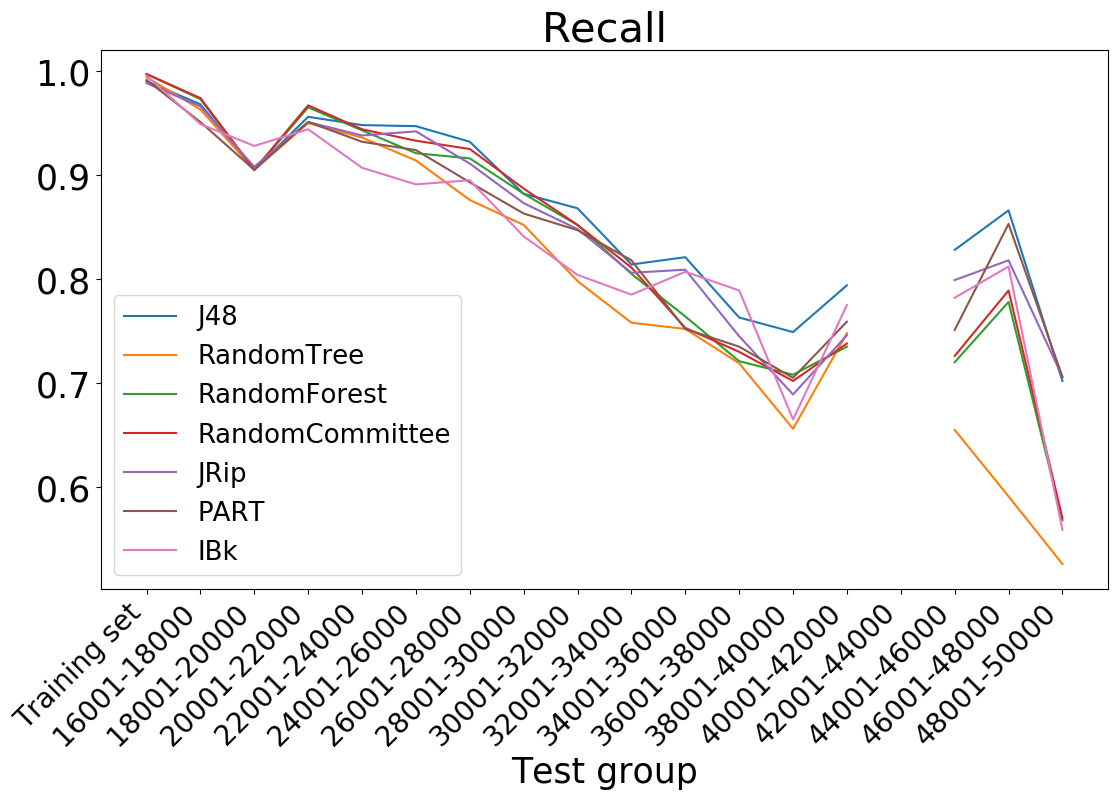 Recall
1.0
0.9
0.8
0.7
0.6
J48
RandomTree
RandomForest
RandomCommittee
JRip
PART
IBk
Training set
16001-18000
18001-20000
20001-22000
22001-24000
24001-26000
26001-28000
28001-30000
30001-32000
32001-34000
34001-36000
36001-38000
38001-40000
40001-42000
42001-44000
44001-46000
46001-48000
48001-50000
Test group